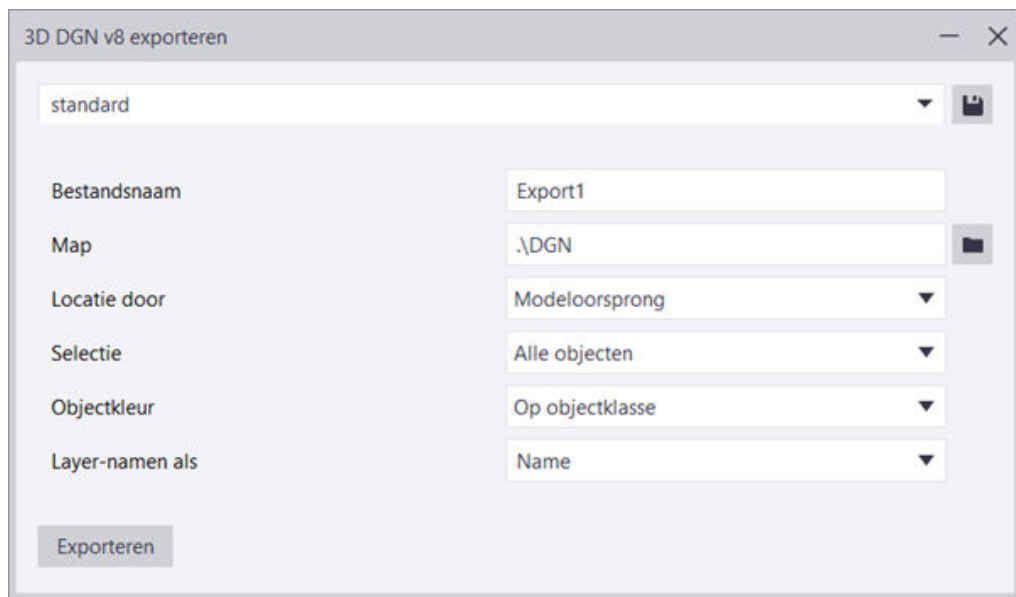 3D DGN v8 exporteren
standard
Bestandsnaam Export1
Map .\DGN
Locatie door Modeloorsprong
Selectie Alle objecten
Objectkleur Op objectklasse
Layer-namen als Name
Exporteren